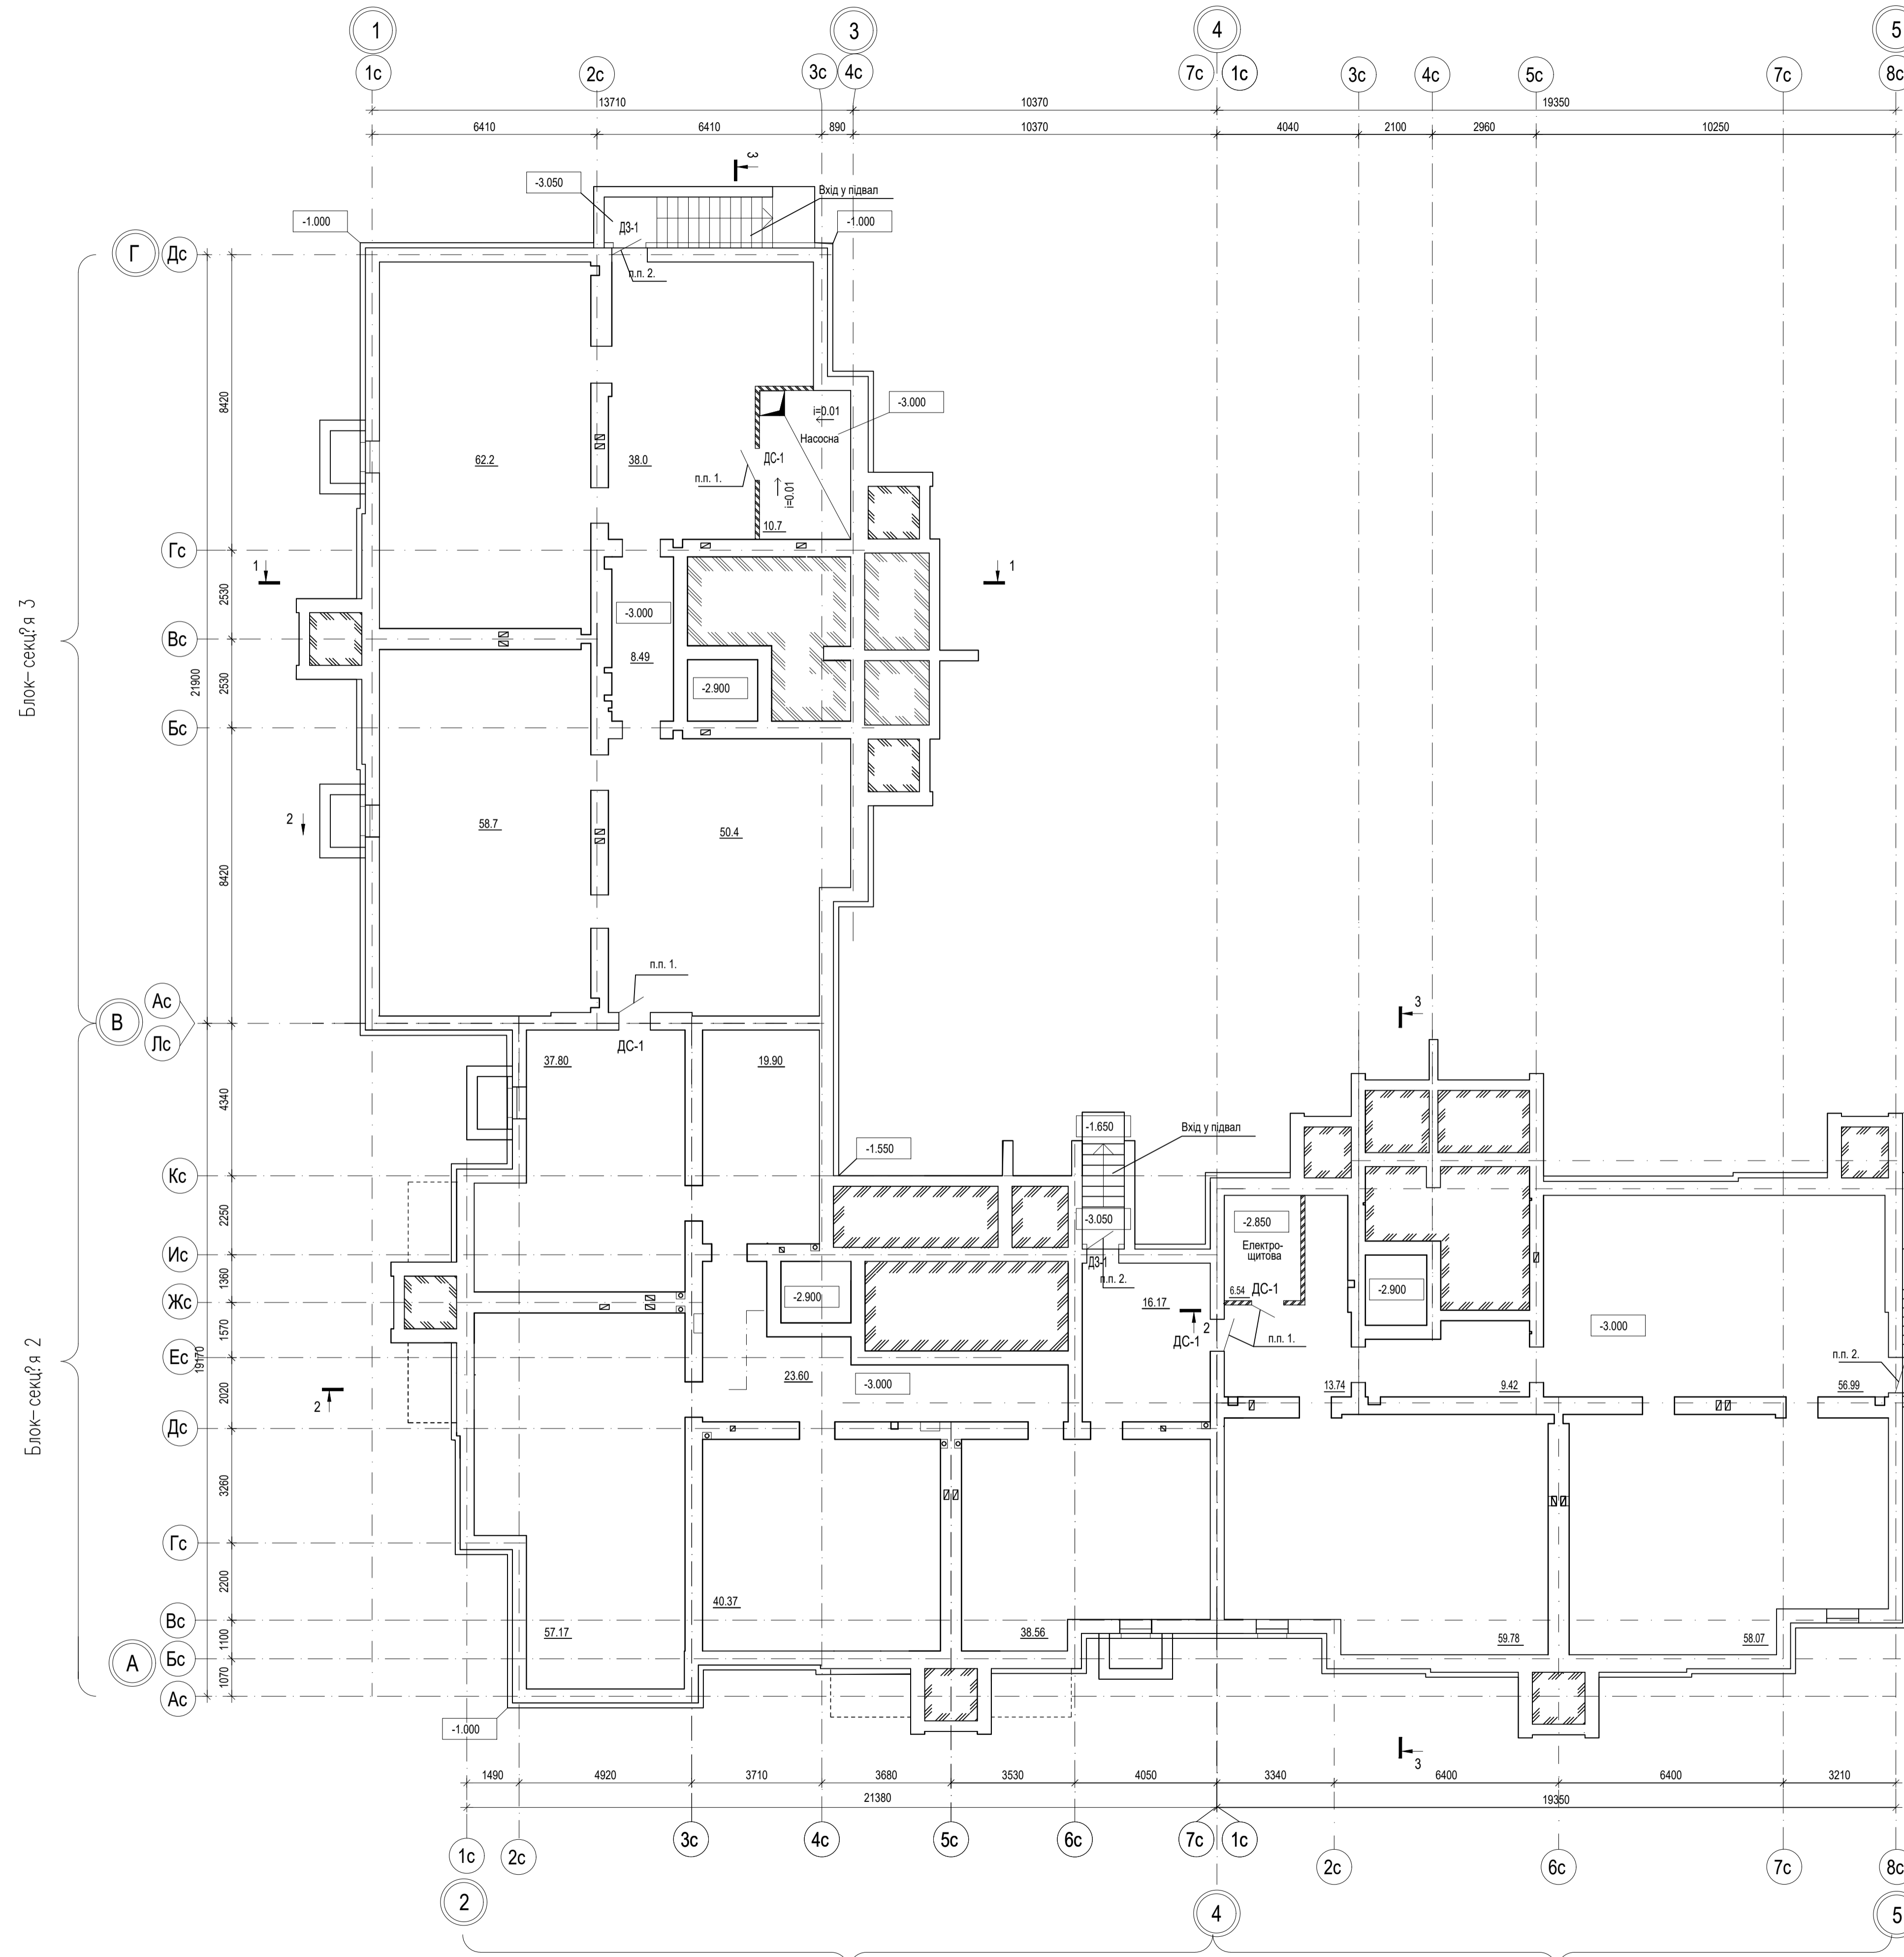 1
3
4
5
1с
2с
3с
4с
7с
1с
3с
4с
5с
7с
8с
13710
10370
19350
6410
6410
890
10370
4040
2100
2960
10250
3
-3.050
Вхід у підвал
-1.000
ДЗ-1
-1.000
Г
Дс
п.п. 2.
8420
-3.000
i=0.01
Насосна
ДС-1
62.2
38.0
п.п. 1.
i=0.01
10.7
Гс
1
1
2530
-3.000
Блок-секц?я 3
Вс
8.49
21900
2530
-2.900
Бс
2
58.7
50.4
8420
п.п. 1.
Ас
В
Лс
3
ДС-1
37.80
19.90
4340
-1.650
Вхід у підвал
-1.550
Кс
2250
-3.050
-2.850
Електро-
щитова
Ис
ДЗ-1
п.п. 2.
1360
-2.900
6.54
ДС-1
-2.900
Жс
16.17
2
-3.000
1570
ДС-1
п.п. 1.
Ес
19170
п.п. 2.
23.60
-3.000
13.74
9.42
56.99
Блок-секц?я 2
2
2020
Дс
3260
Гс
2200
40.37
Вс
57.17
38.56
59.78
58.07
1100
А
Бс
1070
Ас
-1.000
3
1490
4920
3710
3680
3530
4050
3340
6400
6400
3210
21380
19350
1с
2с
3с
4с
5с
6с
7с
1с
2с
6с
7с
8с
2
4
5